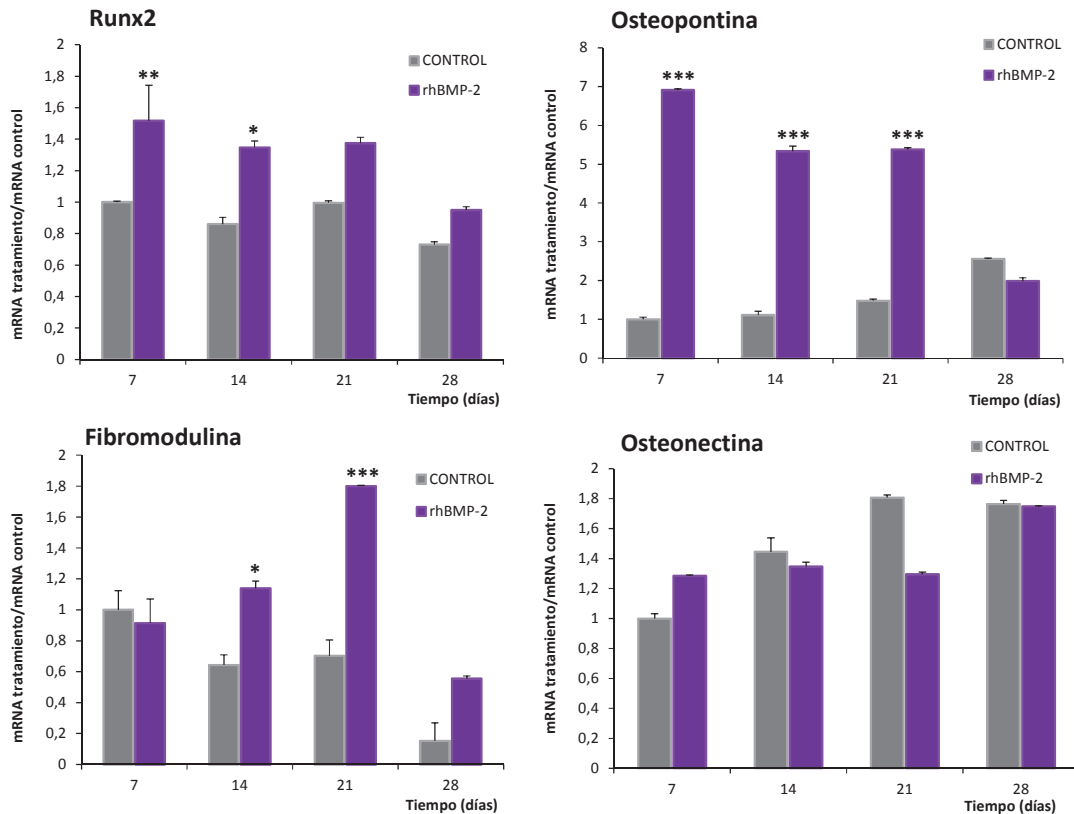 Runx2
CONTROL
rhBMP-2
mRNA tratamiento/mRNA control
2
1,8
1,6
1,4
1,2
1
0,8
0,6
0,4
0,2
0
**
*
7 14 21 28
Tiempo (días)
Osteopontina
CONTROL
rhBMP-2
mRNA tratamiento/mRNA control
8
7
6
5
4
3
2
1
0
***
***
***
7 14 21 28
Tiempo (días)
Fibromodulina
CONTROL
rhBMP-2
mRNA tratamiento/mRNA control
2
1,8
1,6
1,4
1,2
1
0,8
0,6
0,4
0,2
0
*
***
7 14 21 28
Tiempo (días)
Osteonectina
CONTROL
rhBMP-2
mRNA tratamiento/mRNA control
2
1,8
1,6
1,4
1,2
1
0,8
0,6
0,4
0,2
0
7 14 21 28
Tiempo (días)